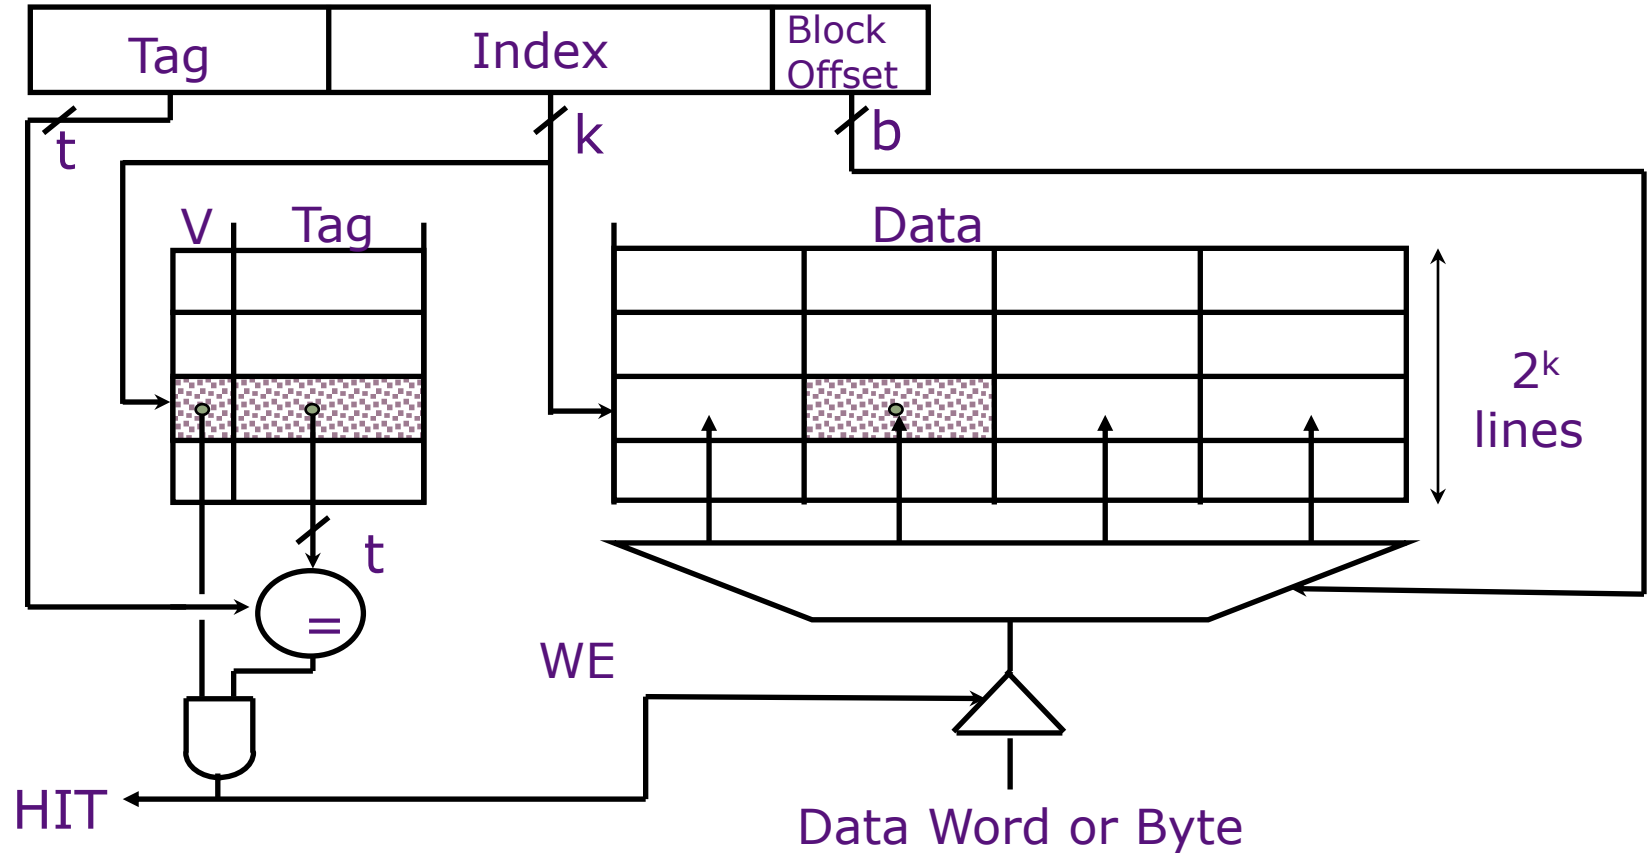 Tag
Index
Block
Offset
t
k
b
V
Tag
Data
2ᵏ
lines
t
=
WE
HIT
Data Word or Byte